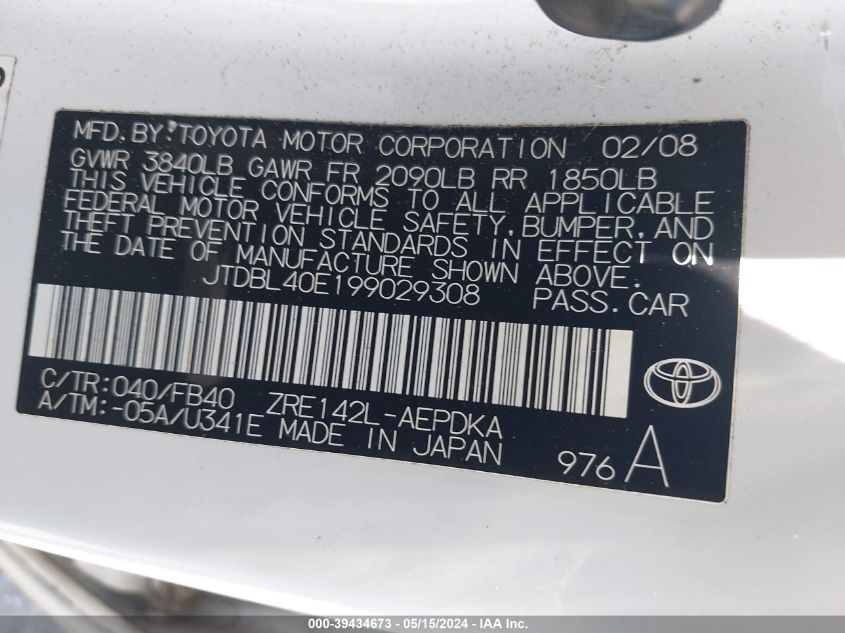 MFD. BY: TOYOTA MOTOR CORPORATION 02/08
GVWR 3840LB GAWR FR 2090LB RR 1850LB
THIS VEHICLE CONFORMS TO ALL APPLICABLE
FEDERAL MOTOR VEHICLE SAFETY, BUMPER, AND
THEFT PREVENTION STANDARDS IN EFFECT ON
THE DATE OF MANUFACTURE SHOWN ABOVE.
JTDBL40E199029308 PASS. CAR
C/TR: 040/FB40 ZRE142L-AEPDKA
A/TM: -05A/U341E MADE IN JAPAN
976 A
000-39434673 - 05/15/2024 - IAA Inc.